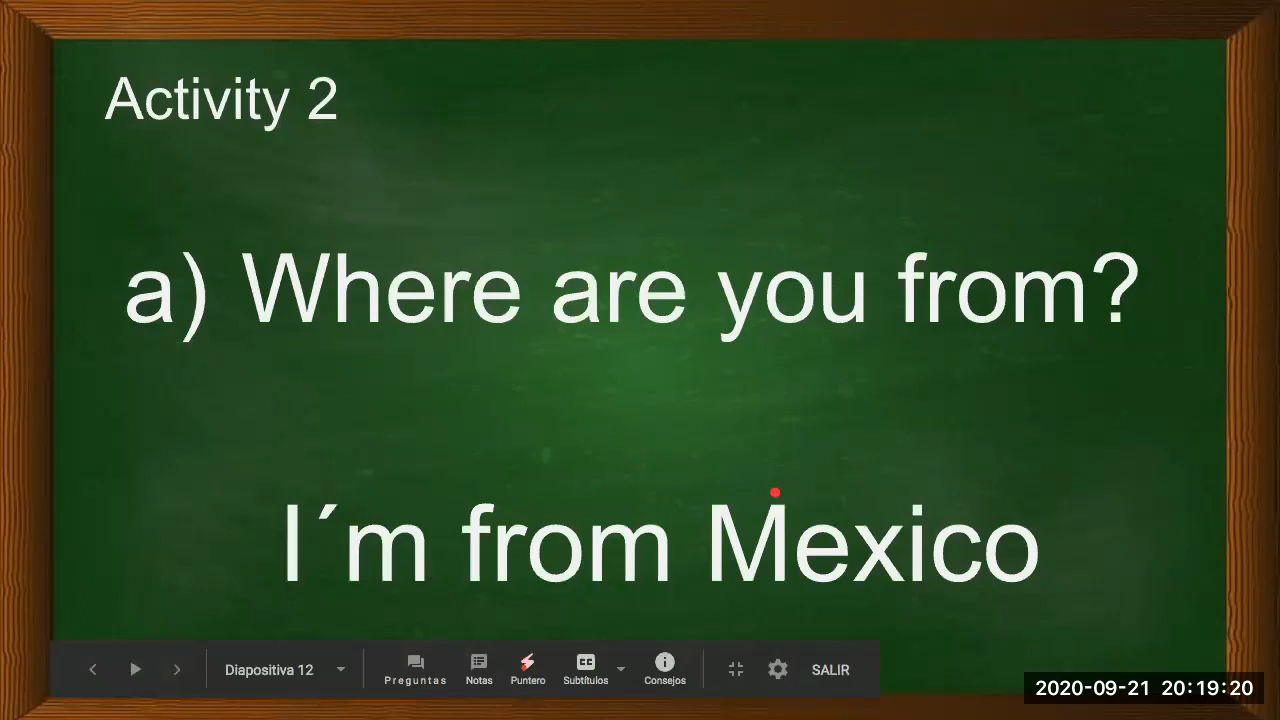 Activity 2
a) Where are you from?
I´m from Mexico
Diapositiva 12
Preguntas
Notas
Puntero
CC
Subtítulos
Consejos
SALIR
2020-09-21 20:19:20